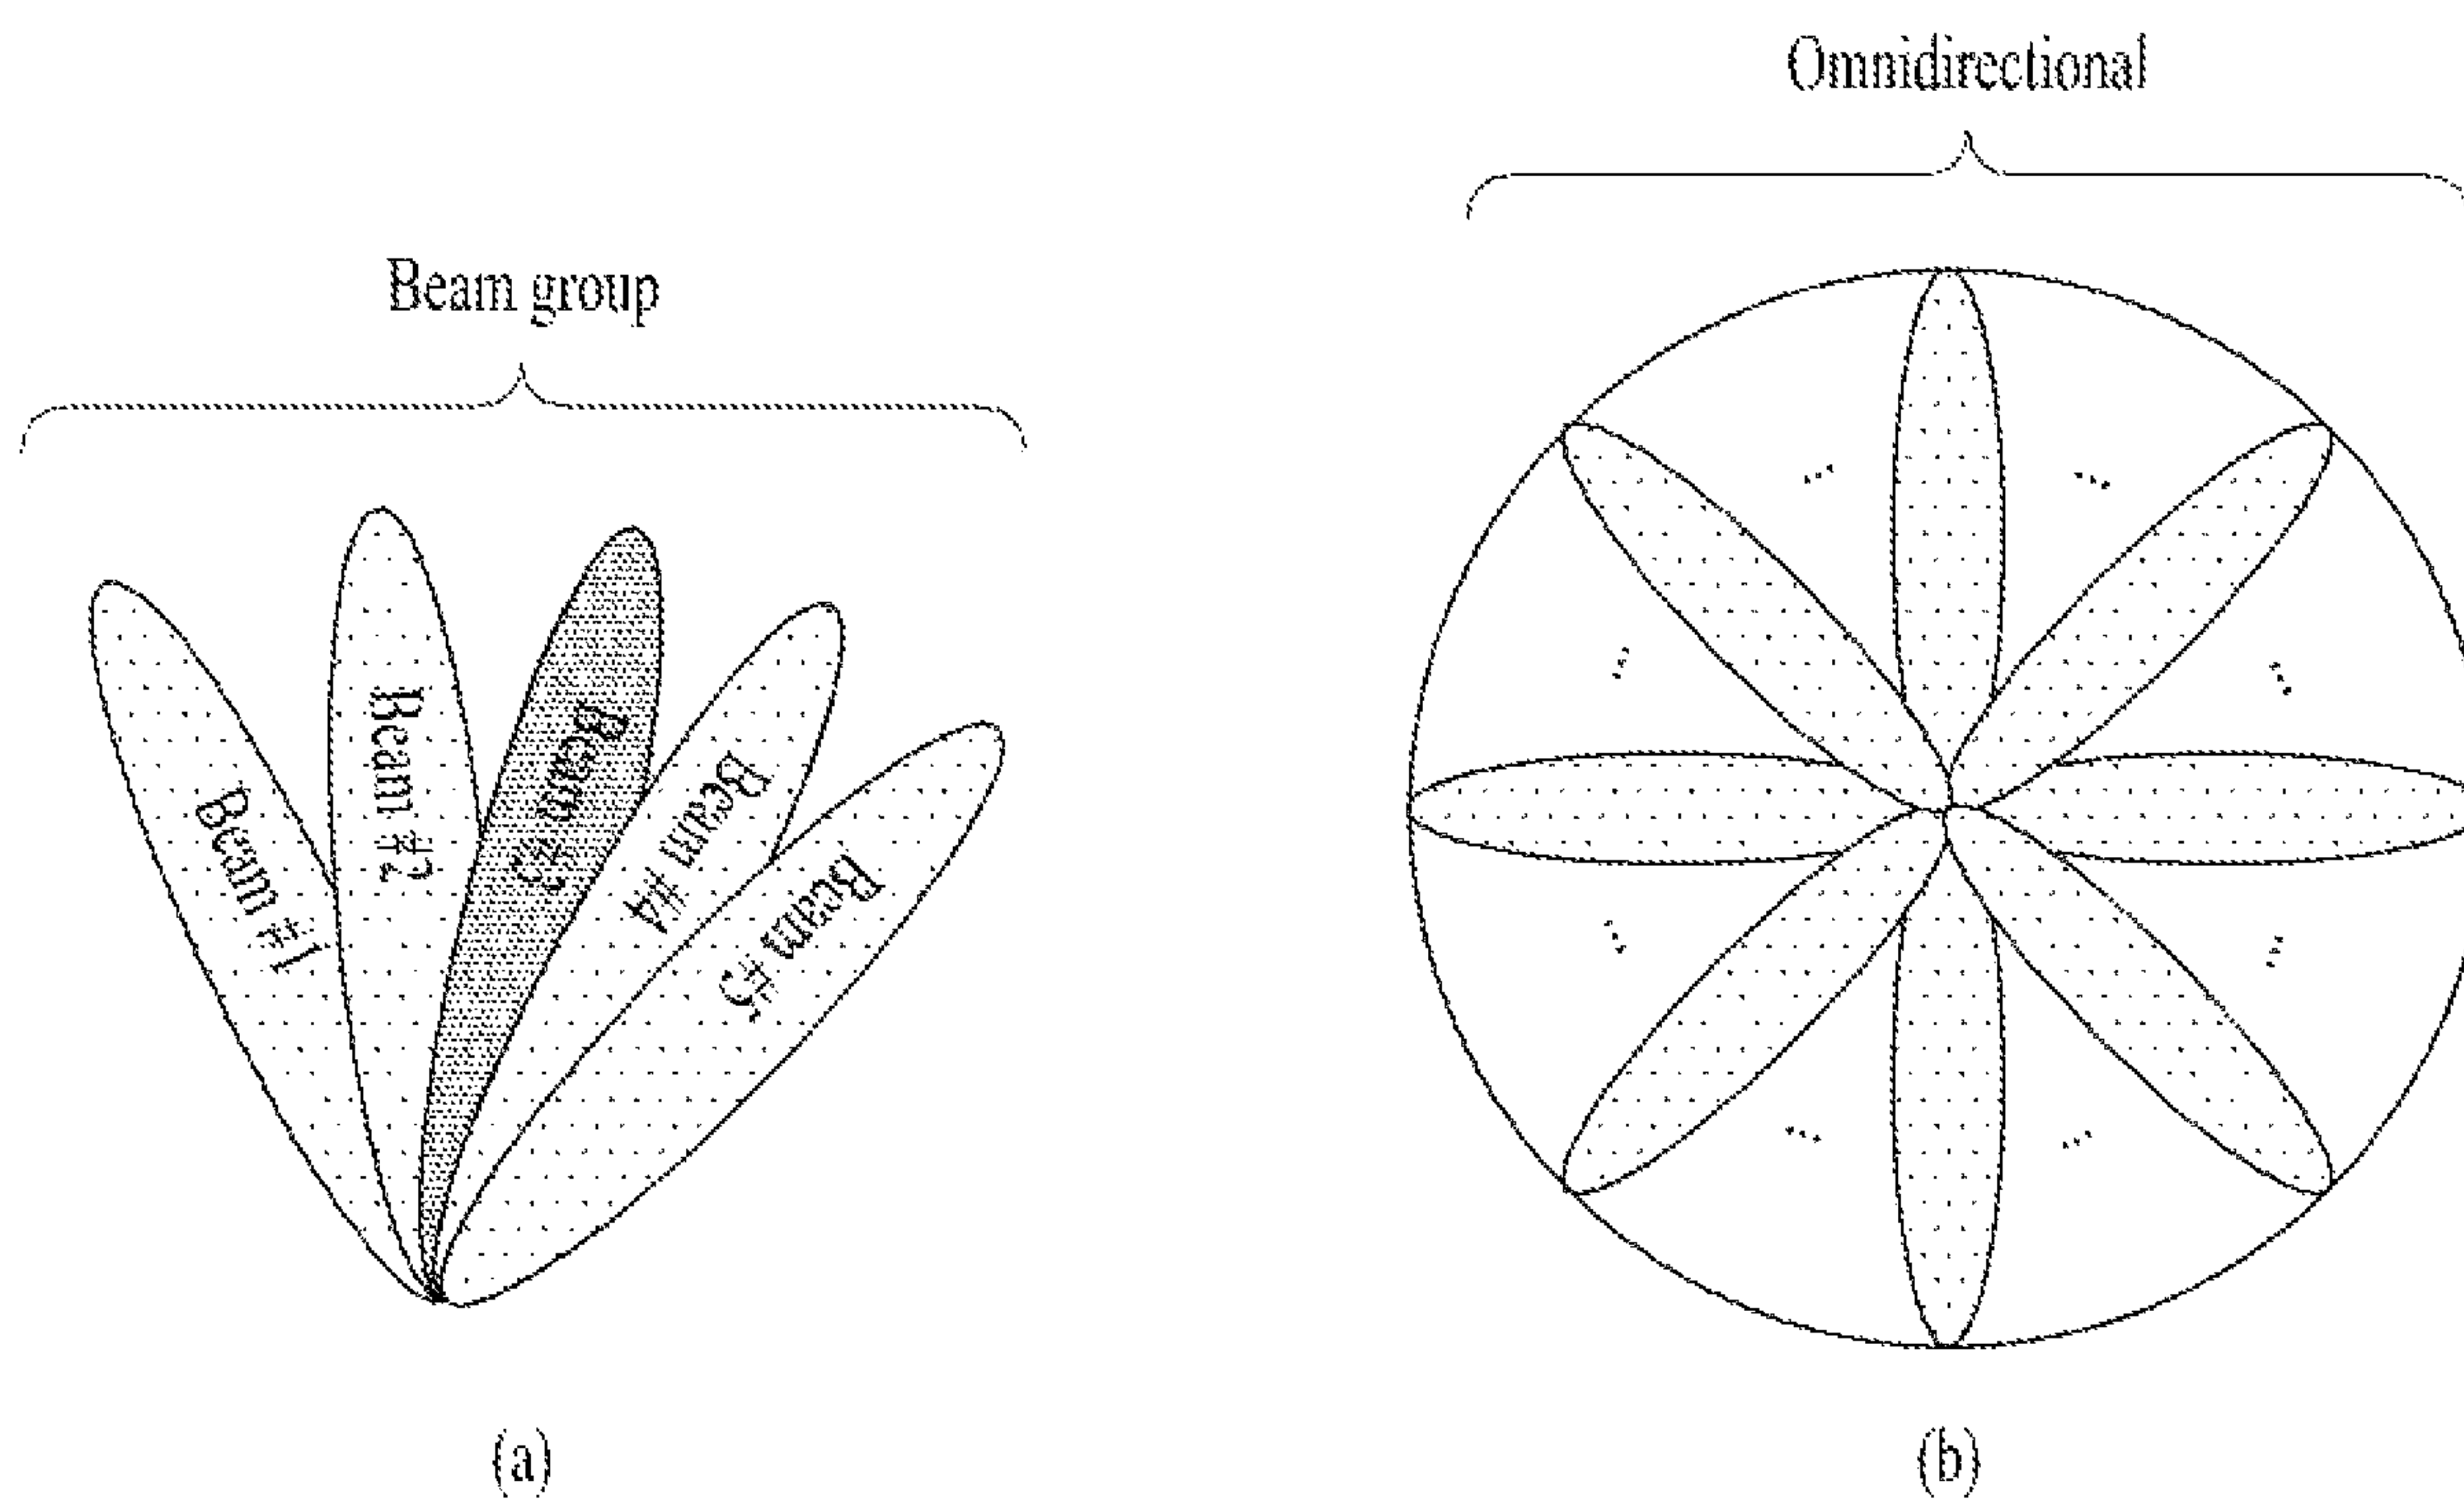 Omnidirectional
Beam group
Beam #1
Beam #2
Beam #3
Beam #4
Beam #5
(a)
(b)